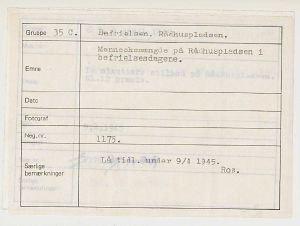 Gruppe 35 C. Befrielsen. Rådhuspladsen.
Emne Menneskemængde på Rådhuspladsen i
befrielsesdagene.
Dato
Fotograf
Neg.nr. 1175.
Særlige
bemærkninger
Lå tidl. under 9/4 1945.
Ros.